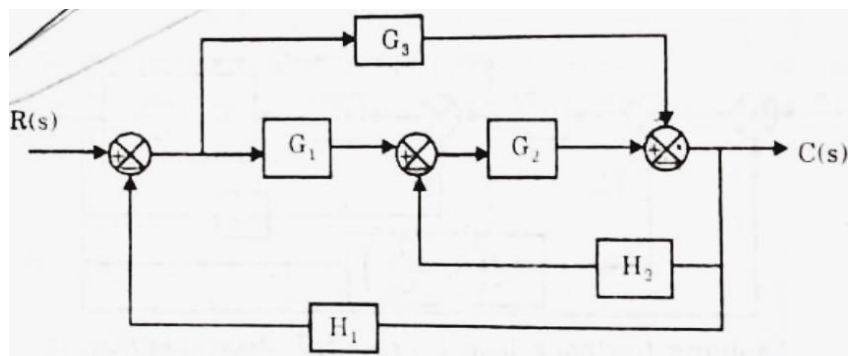 G₃
R(s)
+
−
G₁
+
−
G₂
+
−
C(s)
H₂
H₁